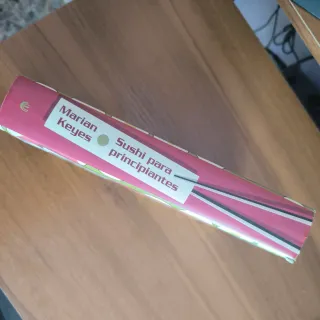 Marian
Keyes
Sushi para
principiantes